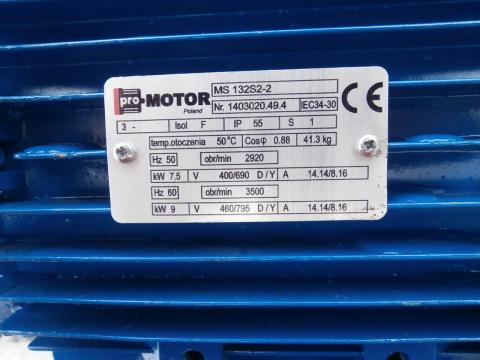 pro-MOTOR
Poland
MS 132S2-2
Nr. 1403020.49.4 IEC34-30
CE
3 - Isol F IP 55 S 1
temp.otoczenia 50°C Cosφ 0.88 41.3 kg
Hz 50 obr/min 2920
kW 7.5 V 400/690 D/Y A 14.14/8.16
Hz 60 obr/min 3500
kW 9 V 460/795 D/Y A 14.14/8.16